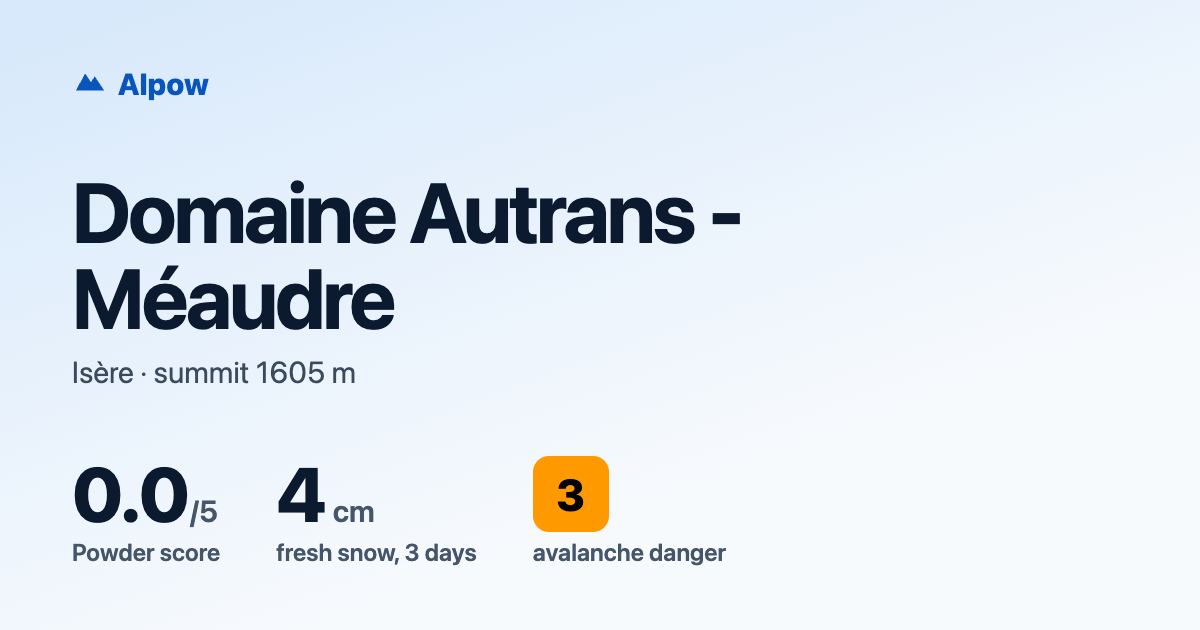 Alpow
Domaine Autrans -
Méaudre
Isère · summit 1605 m
0.0/5
Powder score
4 cm
fresh snow, 3 days
3
avalanche danger